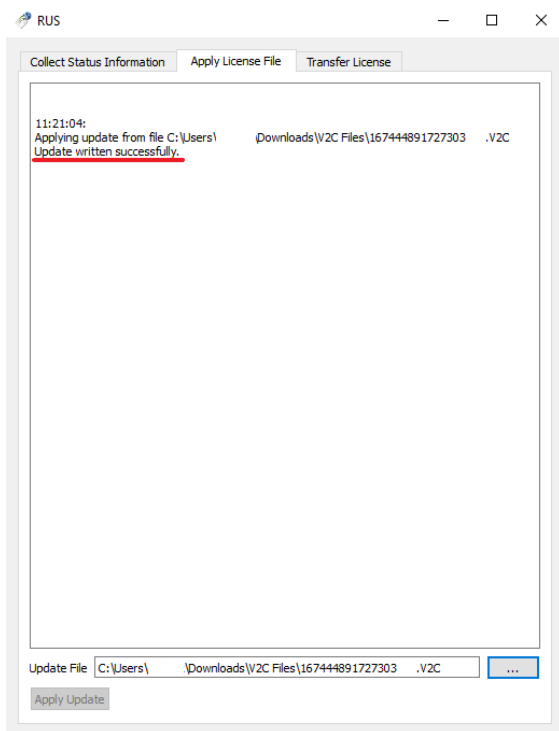 RUS
Collect Status Information Apply License File Transfer License
11:21:04:
Applying update from file C:\Users\ \Downloads\V2C Files\167444891727303 .V2C
Update written successfully.
Update File C:\Users\ \Downloads\V2C Files\167444891727303 .V2C ...
Apply Update